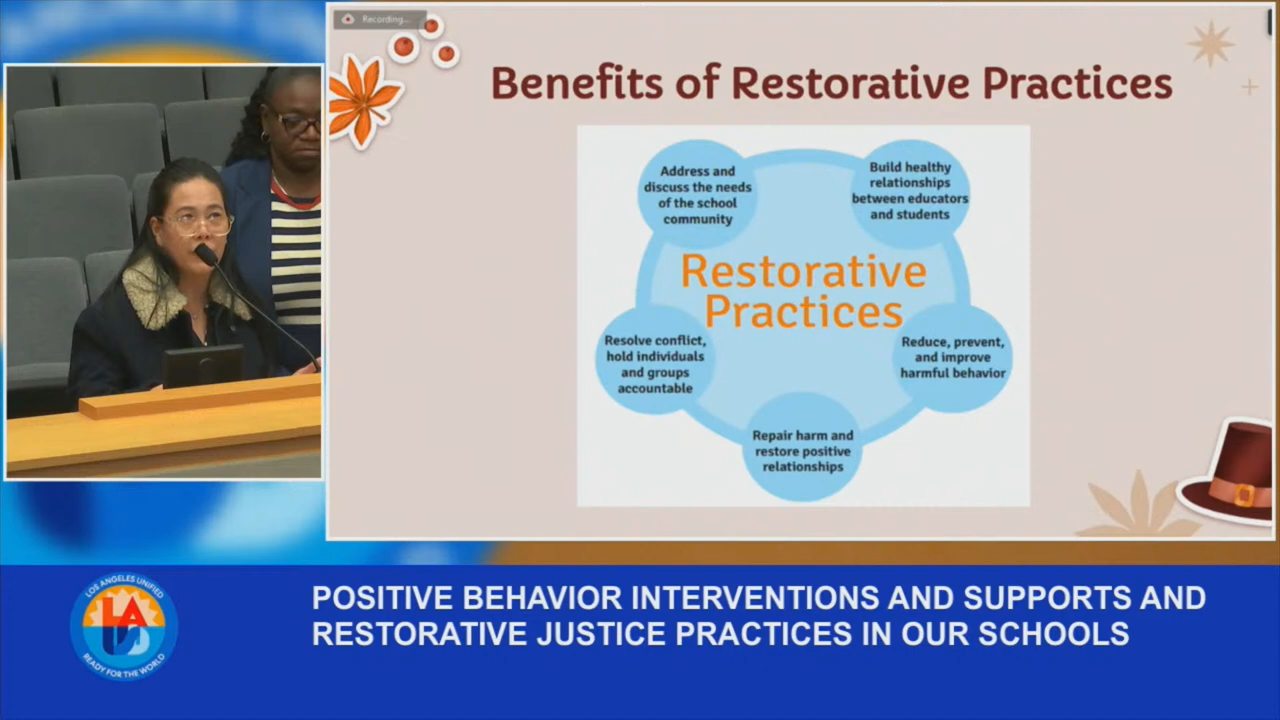 Recording...
Benefits of Restorative Practices
Address and
discuss the needs
of the school
community
Build healthy
relationships
between educators
and students
Restorative
Practices
Resolve conflict,
hold individuals
and groups
accountable
Reduce, prevent,
and improve
harmful behavior
Repair harm and
restore positive
relationships
LOS ANGELES UNIFIED
LAUSD
READY FOR THE WORLD
POSITIVE BEHAVIOR INTERVENTIONS AND SUPPORTS AND
RESTORATIVE JUSTICE PRACTICES IN OUR SCHOOLS